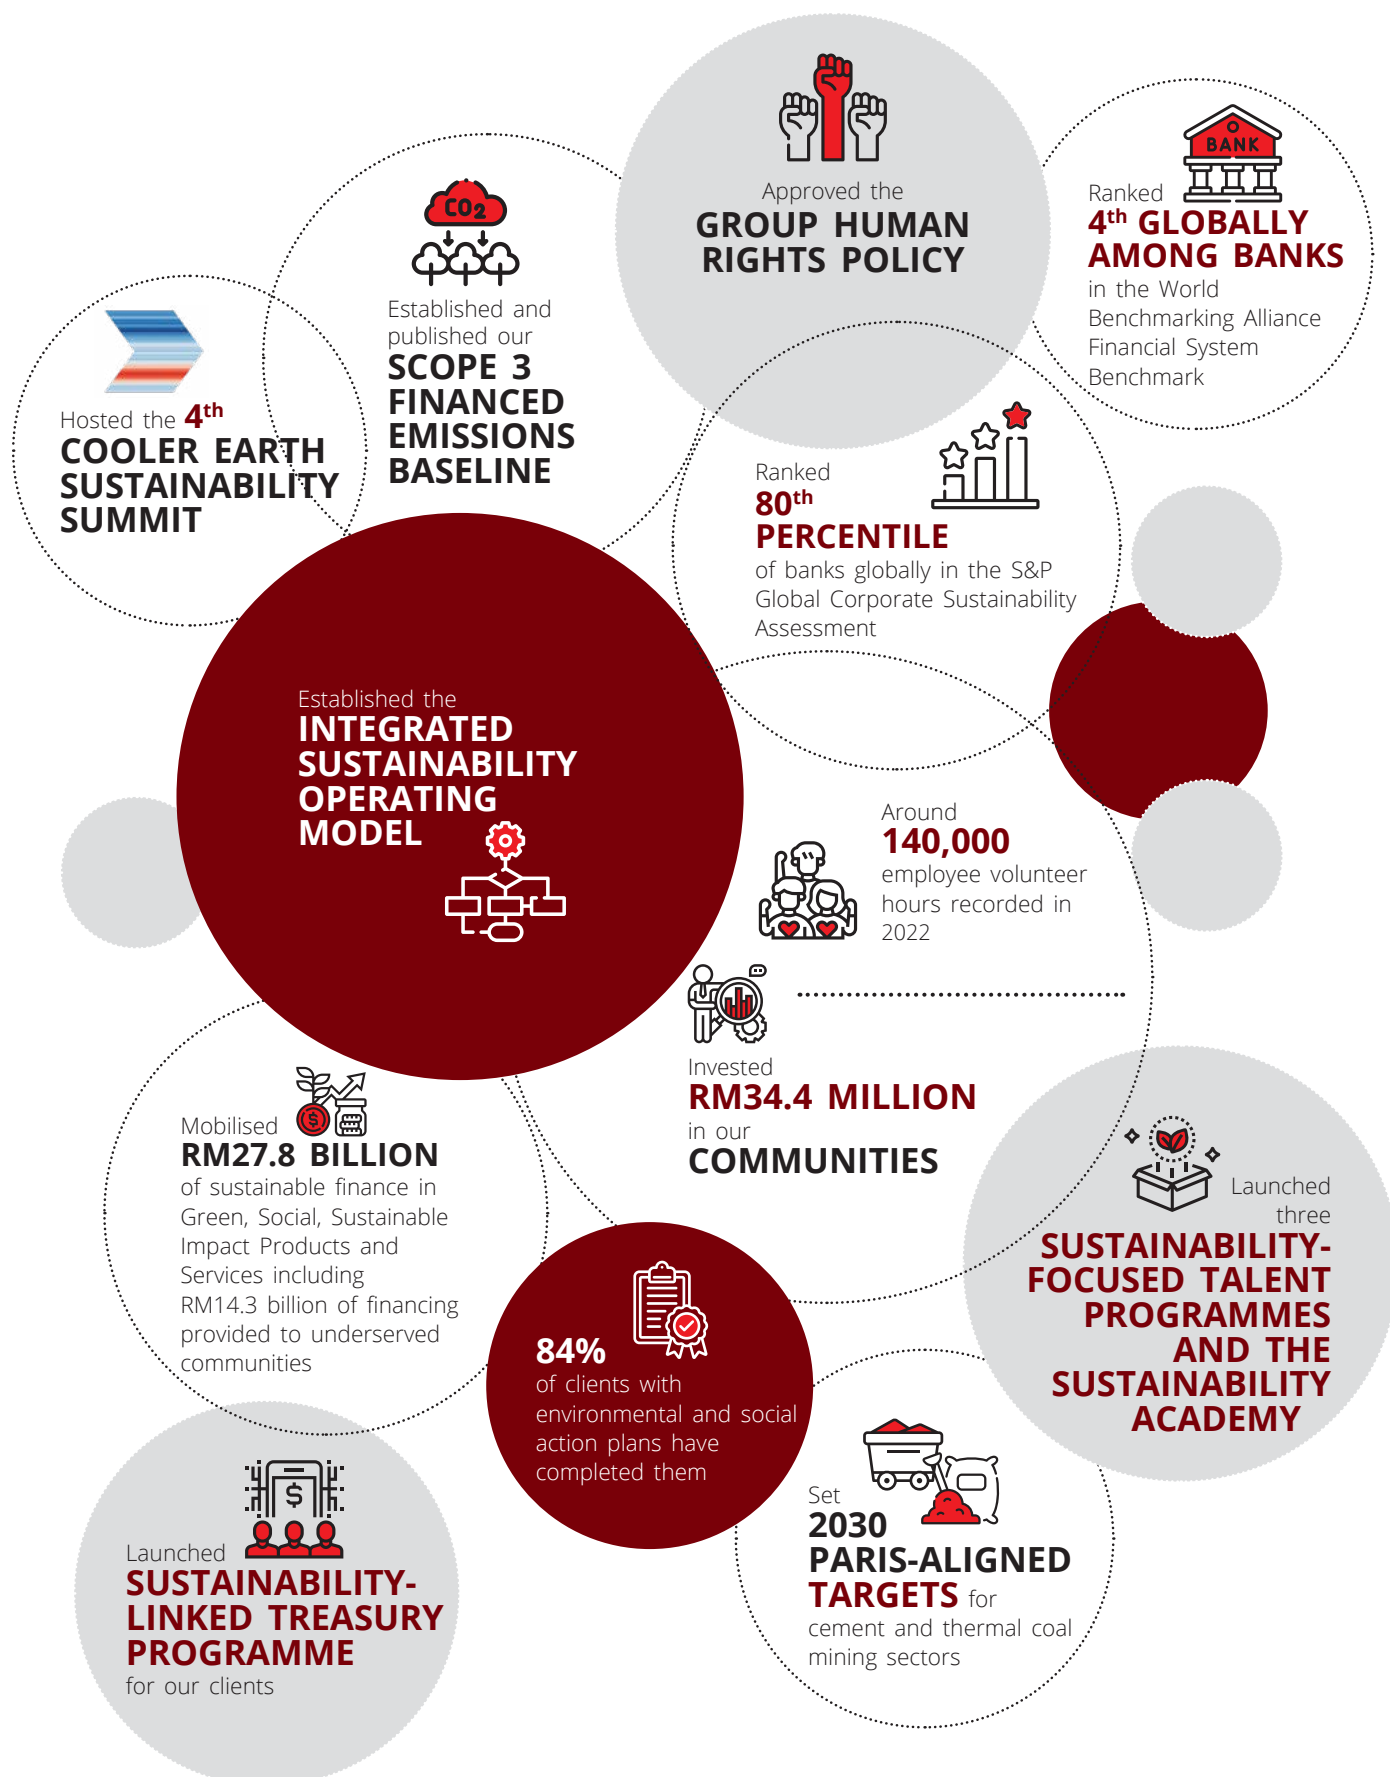 Approved the
GROUP HUMAN
RIGHTS POLICY
BANK
Ranked
4th GLOBALLY
AMONG BANKS
in the World
Benchmarking Alliance
Financial System
Benchmark
CO2
Established and
published our
SCOPE 3
FINANCED
EMISSIONS
BASELINE
Hosted the 4th
COOLER EARTH
SUSTAINABILITY
SUMMIT
Ranked
80th
PERCENTILE
of banks globally in the S&P
Global Corporate Sustainability
Assessment
Established the
INTEGRATED
SUSTAINABILITY
OPERATING
MODEL
Around
140,000
employee volunteer
hours recorded in
2022
Invested
RM34.4 MILLION
in our
COMMUNITIES
$
Mobilised
RM27.8 BILLION
of sustainable finance in
Green, Social, Sustainable
Impact Products and
Services including
RM14.3 billion of financing
provided to underserved
communities
Launched
three
SUSTAINABILITY-
FOCUSED TALENT
PROGRAMMES
AND THE
SUSTAINABILITY
ACADEMY
84%
of clients with
environmental and social
action plans have
completed them
Set
2030
PARIS-ALIGNED
TARGETS for
cement and thermal coal
mining sectors
$
Launched
SUSTAINABILITY-
LINKED TREASURY
PROGRAMME
for our clients